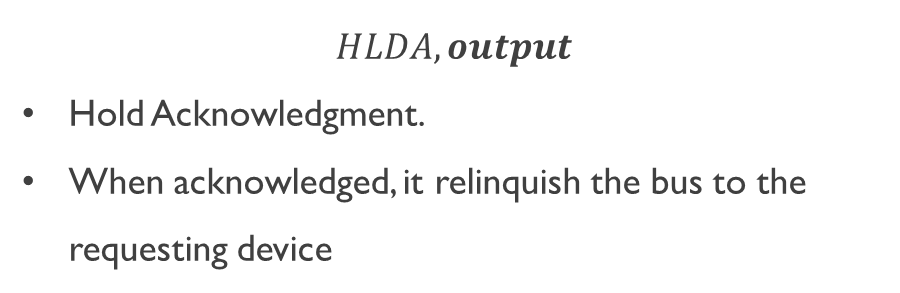 HLDA, output
• Hold Acknowledgment.
• When acknowledged, it relinquish the bus to the
requesting device